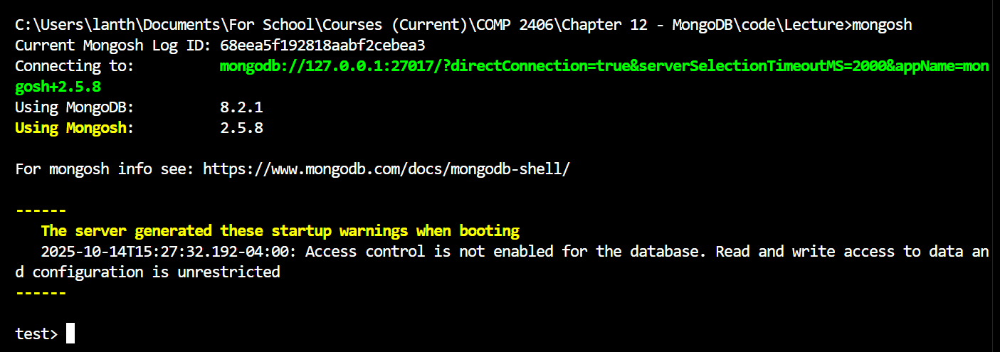 C:\Users\lanth\Documents\For School\Courses (Current)\COMP 2406\Chapter 12 - MongoDB\code\Lecture>mongosh
Current Mongosh Log ID: 68eea5f192818aabf2cebea3
Connecting to:          mongodb://127.0.0.1:27017/?directConnection=true&serverSelectionTimeoutMS=2000&appName=mon
gosh+2.5.8
Using MongoDB:          8.2.1
Using Mongosh:          2.5.8
For mongosh info see: https://www.mongodb.com/docs/mongodb-shell/
------
   The server generated these startup warnings when booting
   2025-10-14T15:27:32.192-04:00: Access control is not enabled for the database. Read and write access to data an
d configuration is unrestricted
------
test>